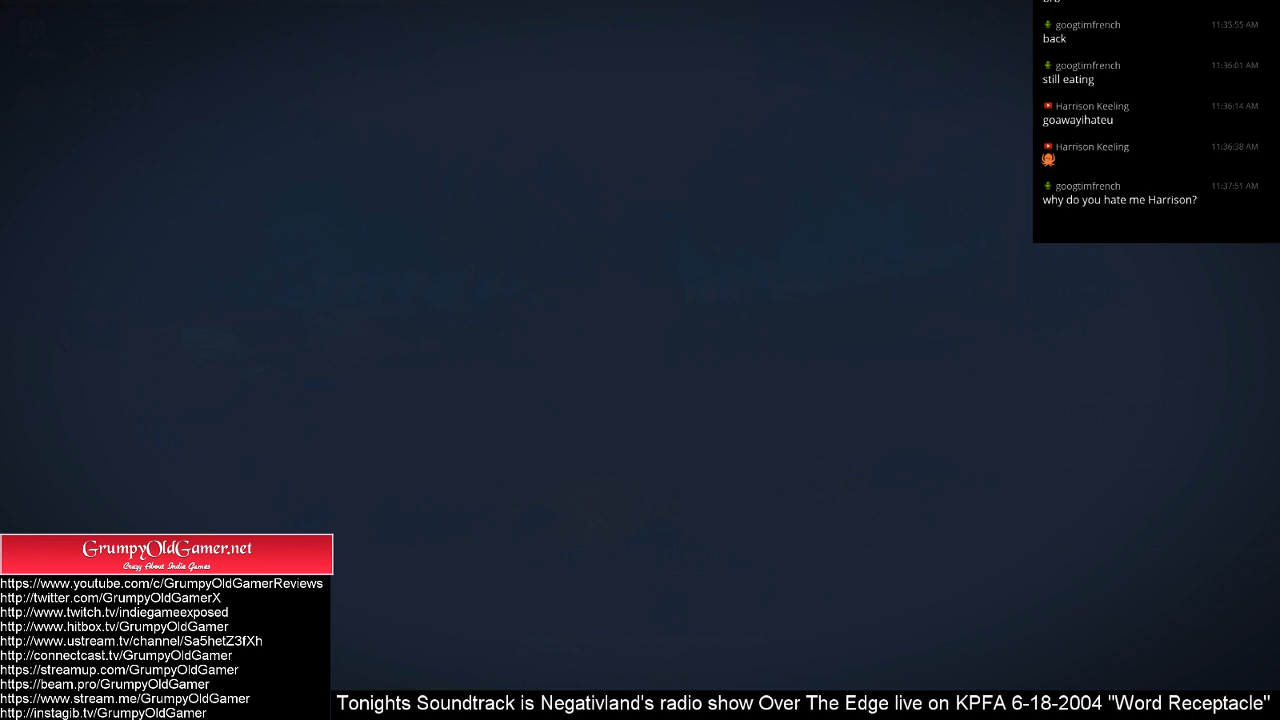 googtimfrench 11:35:55 AM
back
googtimfrench 11:36:01 AM
still eating
Harrison Keeling 11:36:14 AM
goawayihateu
Harrison Keeling 11:36:38 AM
googtimfrench 11:37:51 AM
why do you hate me Harrison?
GrumpyOldGamer.net
Crazy About Indie Games
https://www.youtube.com/c/GrumpyOldGamerReviews
http://twitter.com/GrumpyOldGamerX
http://www.twitch.tv/indiegameexposed
http://www.hitbox.tv/GrumpyOldGamer
http://www.ustream.tv/channel/Sa5hetZ3fXh
http://connectcast.tv/GrumpyOldGamer
https://streamup.com/GrumpyOldGamer
https://beam.pro/GrumpyOldGamer
https://www.stream.me/GrumpyOldGamer
http://instagib.tv/GrumpyOldGamer
Tonights Soundtrack is Negativland's radio show Over The Edge live on KPFA 6-18-2004 "Word Receptacle"